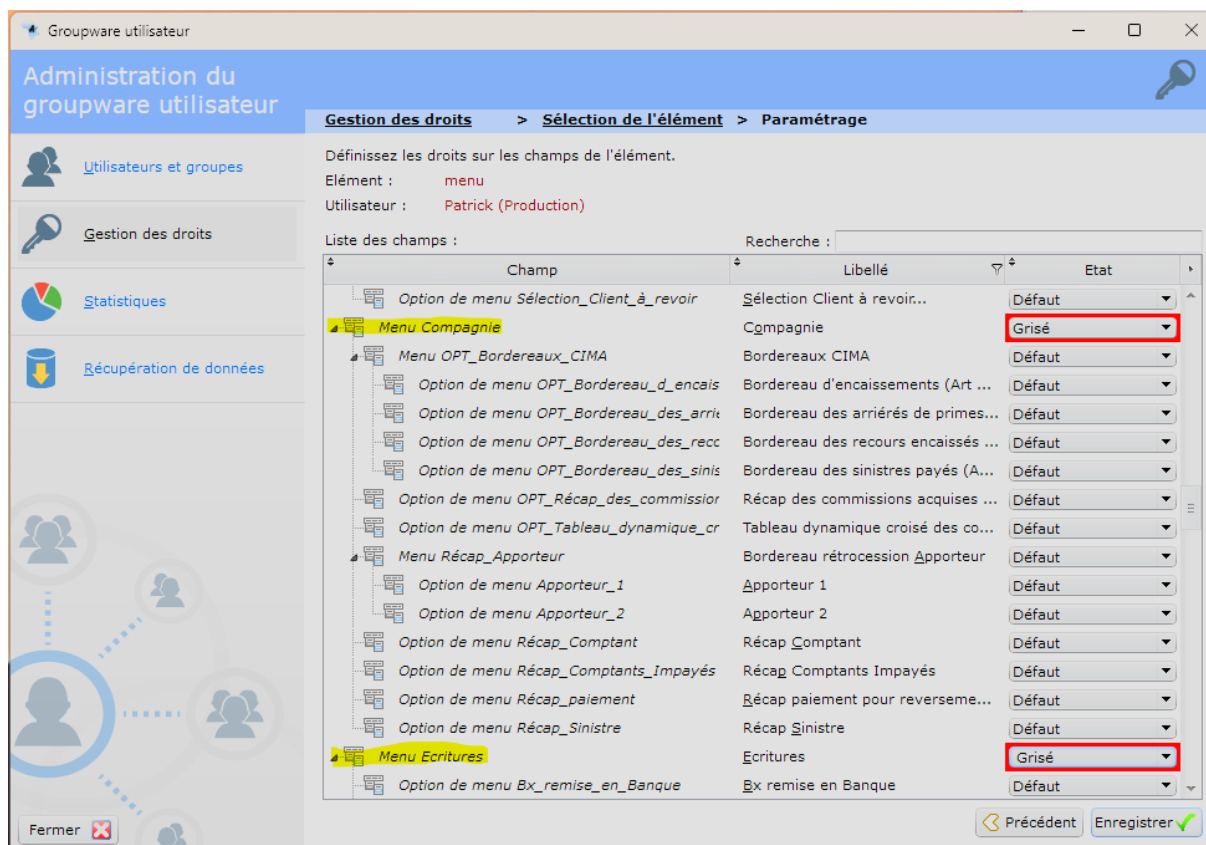 Groupware utilisateur
Administration du
groupware utilisateur
Gestion des droits > Sélection de l'élément > Paramétrage
Utilisateurs et groupes
Gestion des droits
Statistiques
Récupération de données
Définissez les droits sur les champs de l'élément.
Elément : menu
Utilisateur : Patrick (Production)
Liste des champs : Recherche :
Champ Libellé Etat
Option de menu Sélection_Client_à_revoir Sélection Client à revoir... Défaut
Menu Compagnie Compagnie Grisé
Menu OPT_Bordereaux_CIMA Bordereaux CIMA Défaut
Option de menu OPT_Bordereau_d_encais Bordereau d'encaissements (Art ... Défaut
Option de menu OPT_Bordereau_des_arrié Bordereau des arriérés de primes... Défaut
Option de menu OPT_Bordereau_des_recc Bordereau des recours encaissés ... Défaut
Option de menu OPT_Bordereau_des_sinis Bordereau des sinistres payés (A... Défaut
Option de menu OPT_Récap_des_commission Récap des commissions acquises ... Défaut
Option de menu OPT_Tableau_dynamique_cr Tableau dynamique croisé des co... Défaut
Menu Récap_Apporteur Bordereau rétrocession Apporteur Défaut
Option de menu Apporteur_1 Apporteur 1 Défaut
Option de menu Apporteur_2 Apporteur 2 Défaut
Option de menu Récap_Comptant Récap Comptant Défaut
Option de menu Récap_Comptants_Impayés Récap Comptants Impayés Défaut
Option de menu Récap_paiement Récap paiement pour reverseme... Défaut
Option de menu Récap_Sinistre Récap Sinistre Défaut
Menu Ecritures Ecritures Grisé
Option de menu Bx_remise_en_Banque Bx remise en Banque Défaut
Fermer
Précédent Enregistrer